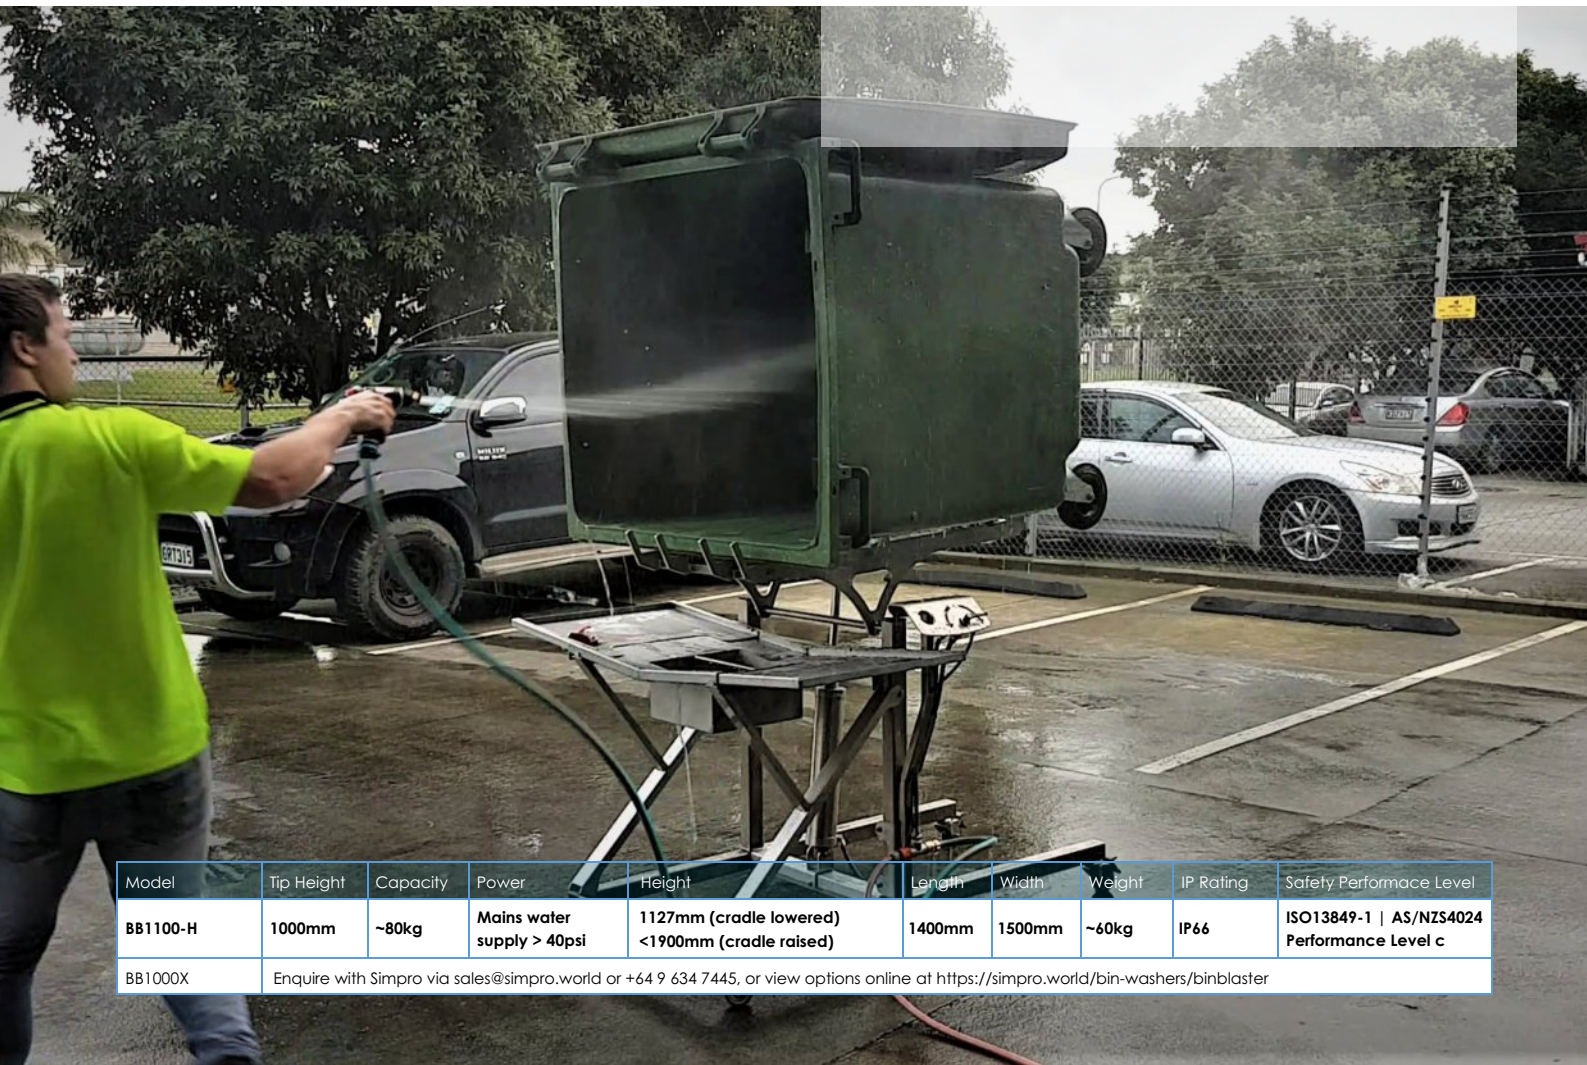 GRT315
Model Tip Height Capacity Power Height Length Width Weight IP Rating Safety Performace Level
BB1100-H 1000mm ~80kg Mains water supply > 40psi 1127mm (cradle lowered) <1900mm (cradle raised) 1400mm 1500mm ~60kg IP66 ISO13849-1 | AS/NZS4024 Performance Level c
BB1000X Enquire with Simpro via sales@simpro.world or +64 9 634 7445, or view options online at https://simpro.world/bin-washers/binblaster